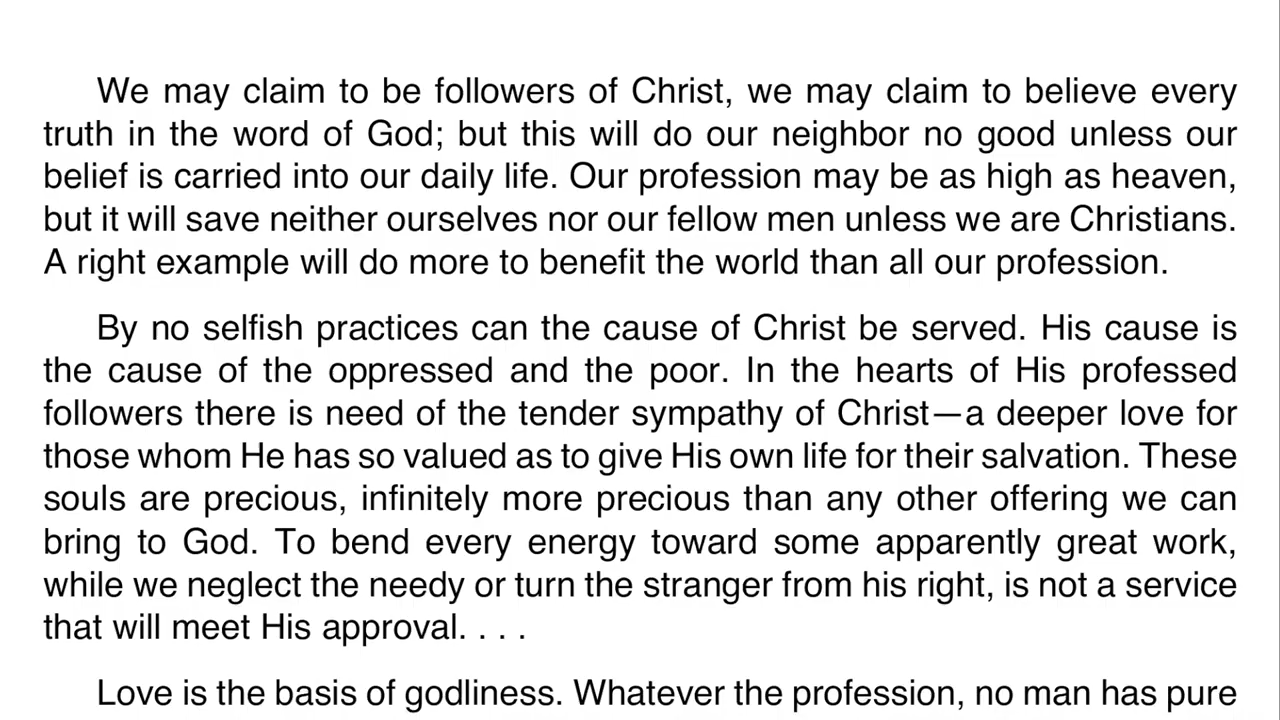 We may claim to be followers of Christ, we may claim to believe every
truth in the word of God; but this will do our neighbor no good unless our
belief is carried into our daily life. Our profession may be as high as heaven,
but it will save neither ourselves nor our fellow men unless we are Christians.
A right example will do more to benefit the world than all our profession.
By no selfish practices can the cause of Christ be served. His cause is
the cause of the oppressed and the poor. In the hearts of His professed
followers there is need of the tender sympathy of Christ—a deeper love for
those whom He has so valued as to give His own life for their salvation. These
souls are precious, infinitely more precious than any other offering we can
bring to God. To bend every energy toward some apparently great work,
while we neglect the needy or turn the stranger from his right, is not a service
that will meet His approval. . . .
Love is the basis of godliness. Whatever the profession, no man has pure